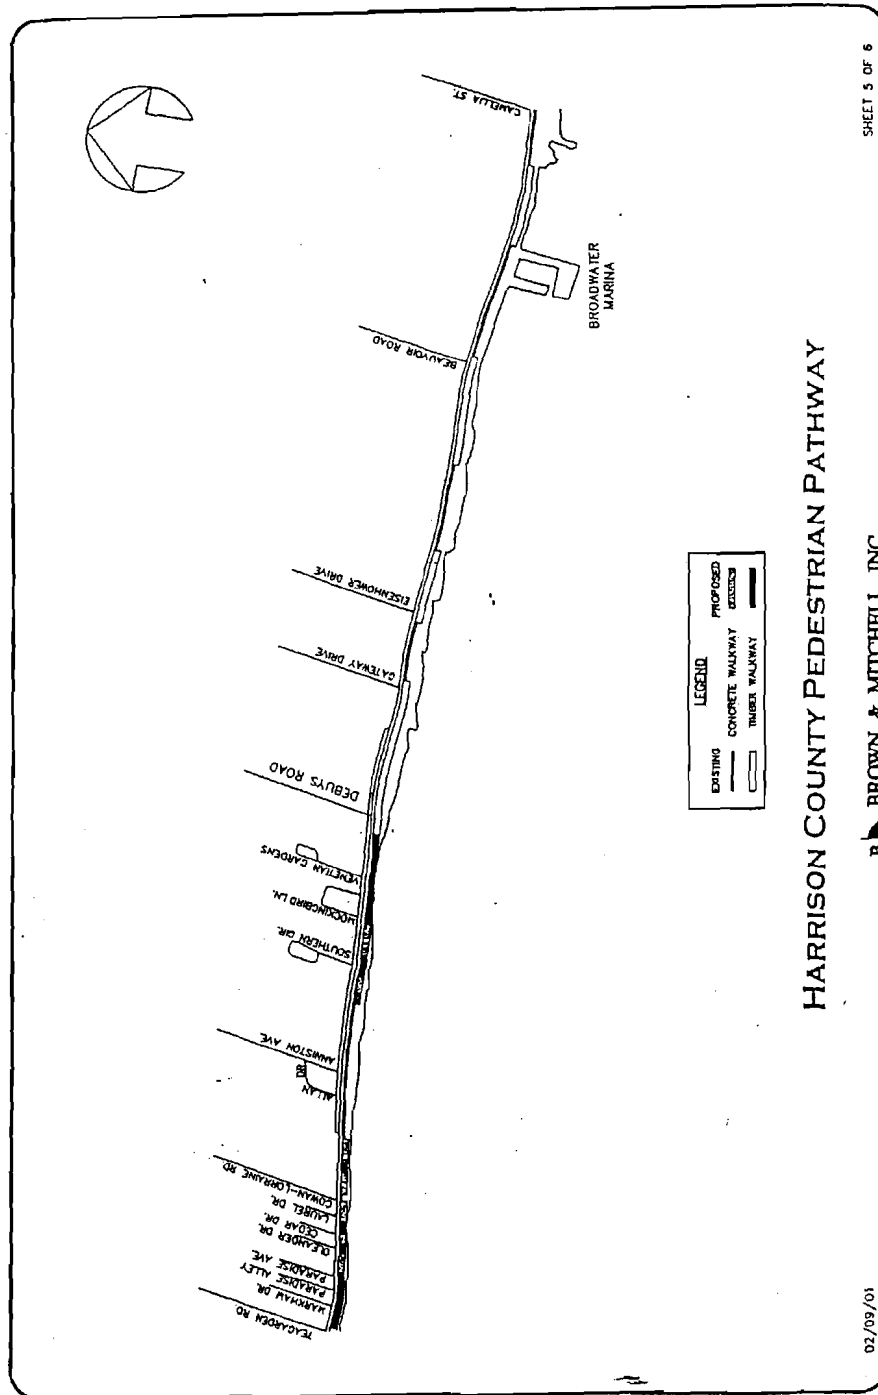 SHEET 5 OF 6
CAMELLIA ST.
BROADWATER
MARINA
BEAUVOIR ROAD
EISENHOWER DRIVE
GATEWAY DRIVE
DEBUYS ROAD
VENETIAN GARDENS
MOCKINGBIRD LN.
SOUTHERN CIR.
ANNISTON AVE.
ALLAN
DR
COWAN-LORRAINE RD
LAUREL DR.
CEDAR DR.
OLEANDER DR.
PARADISE AVE
PARADISE ALLEY
MARKHAM DR.
TEAGARDEN RD.
LEGEND
EXISTING PROPOSED
CONCRETE WALKWAY
TIMBER WALKWAY
HARRISON COUNTY PEDESTRIAN PATHWAY
B BROWN & MITCHELL, INC
02/09/01